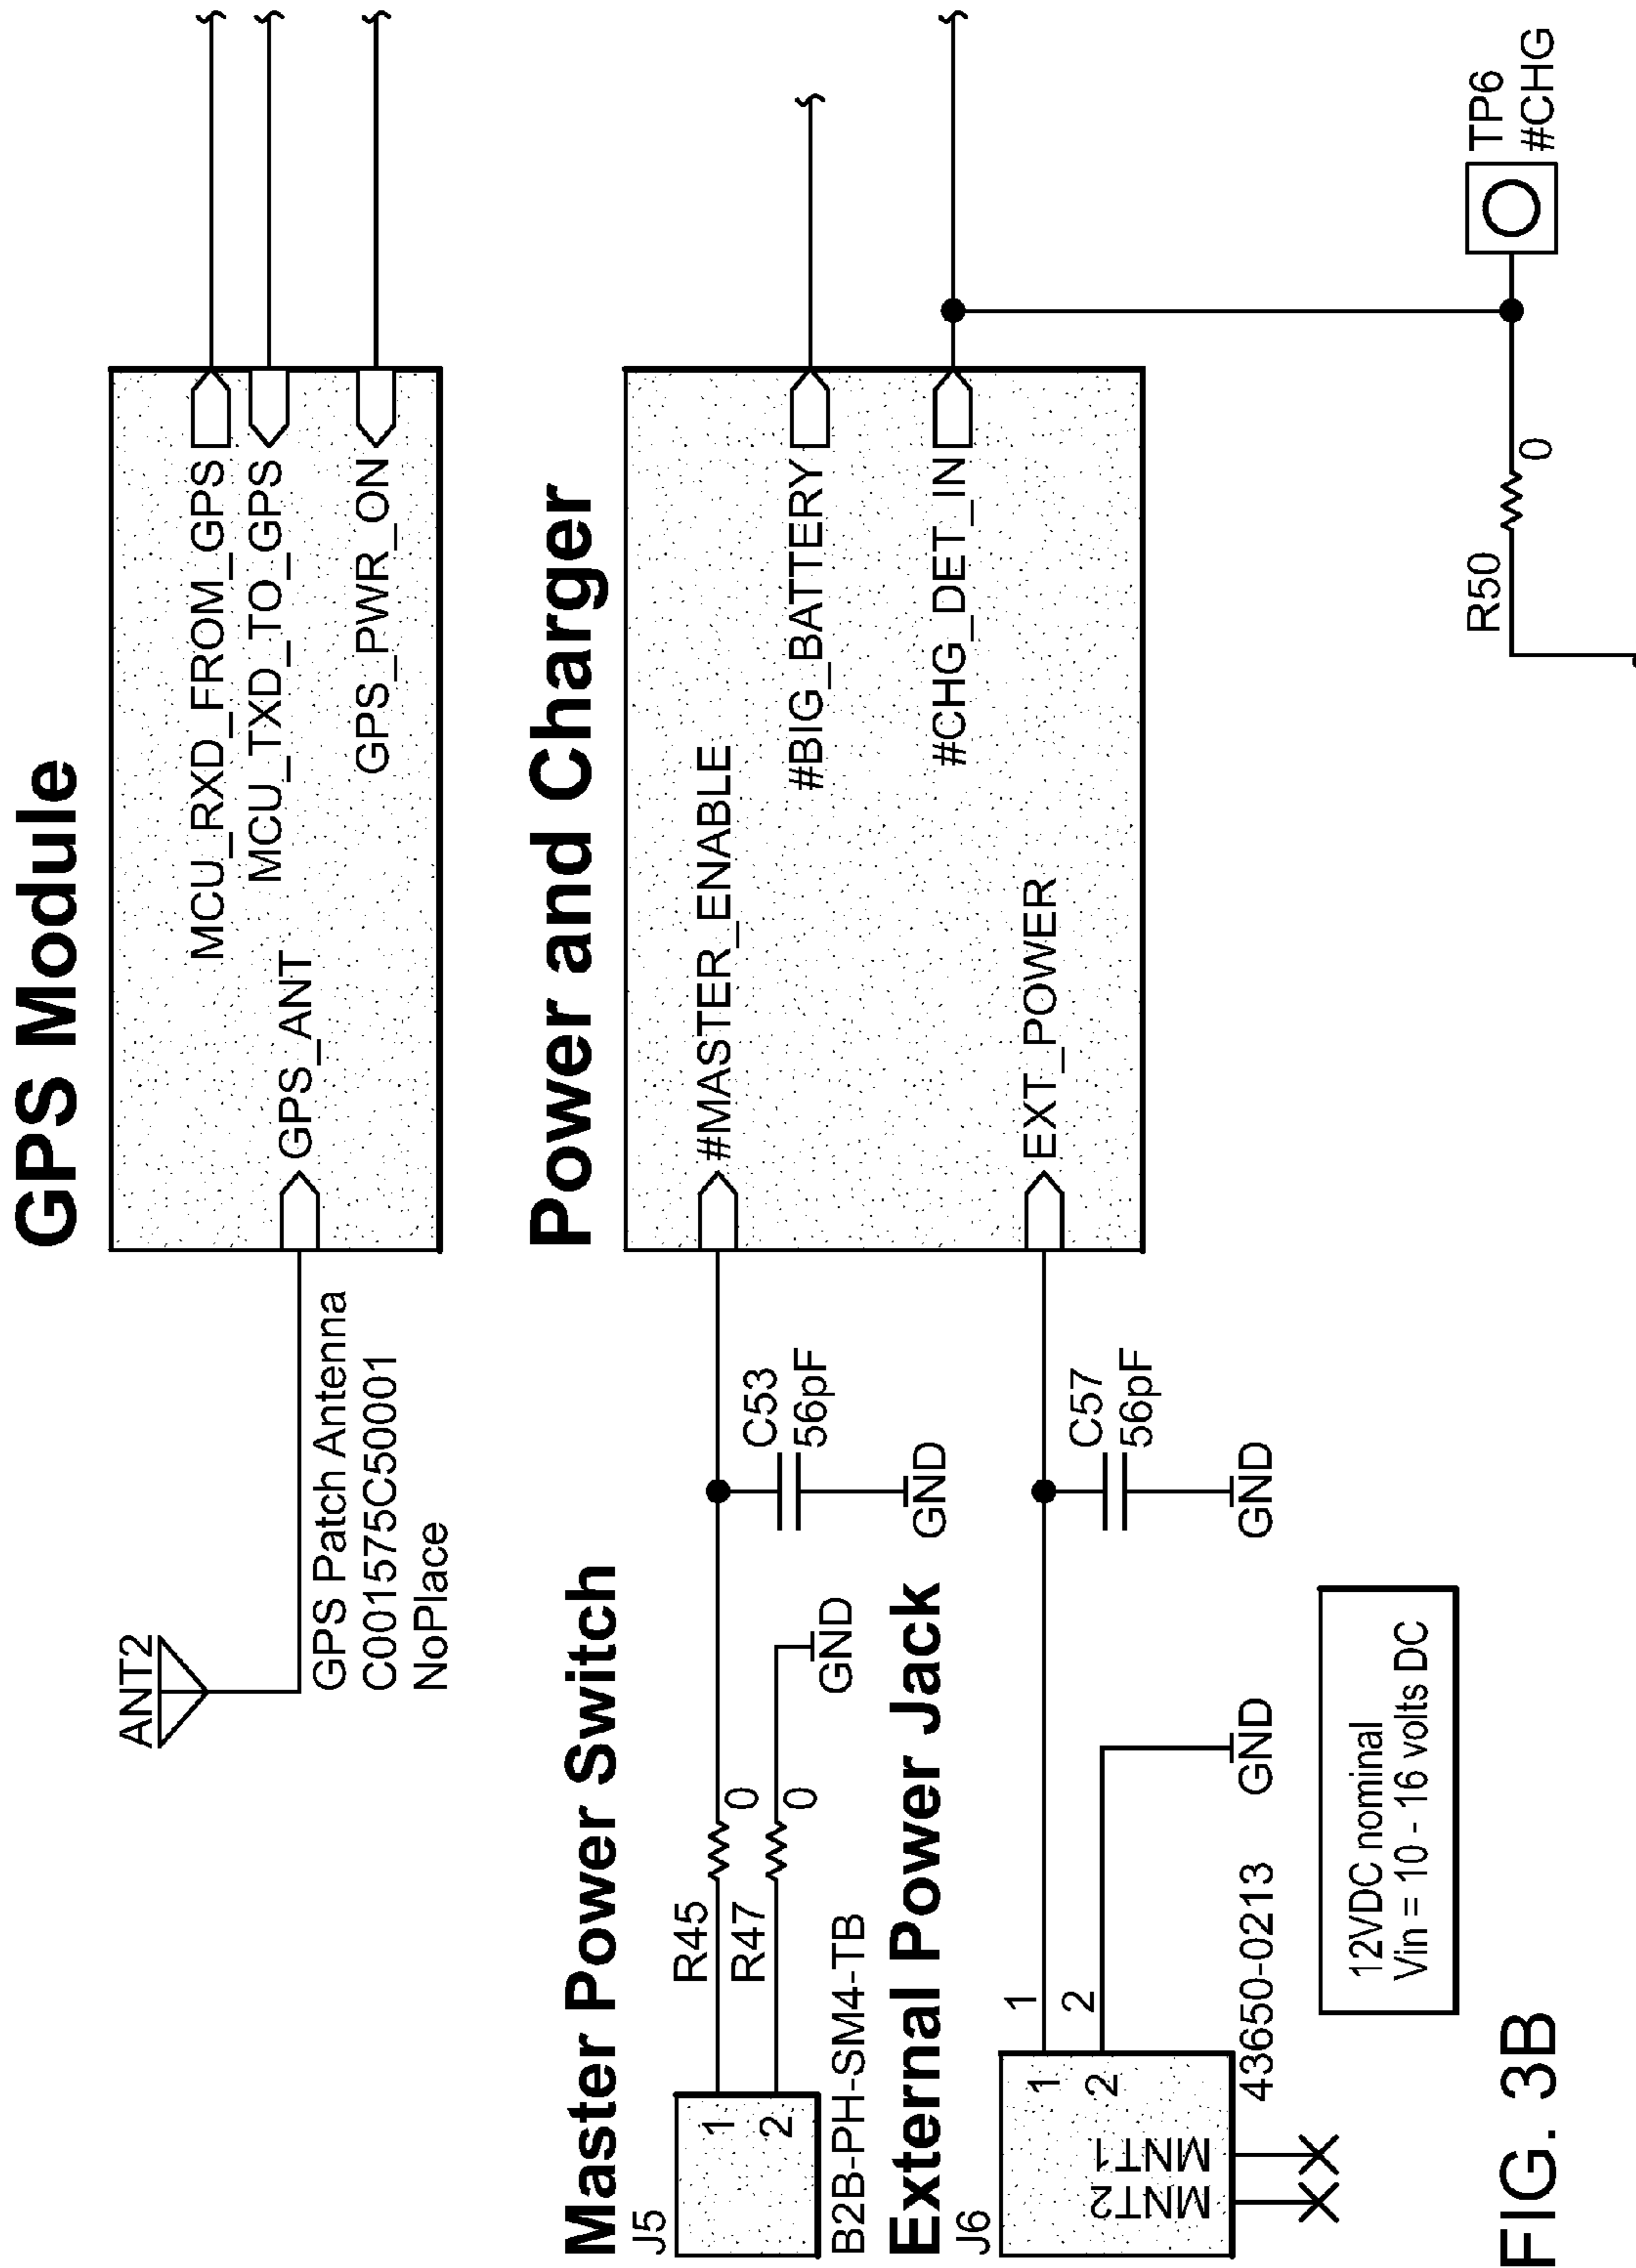 GPS Module
ANT2
GPS Patch Antenna
C001575C50001
NoPlace
GPS_ANT
MCU_RXD_FROM_GPS
MCU_TXD_TO_GPS
GPS_PWR_ON
Power and Charger
#MASTER_ENABLE
#BIG_BATTERY
#CHG_DET_IN
EXT_POWER
Master Power Switch
J5
1
2
B2B-PH-SM4-TB
R45
0
R47
0
GND
C53
56pF
GND
External Power Jack
J6
1
2
MNT2
MNT1
43650-0213
1
2
GND
C57
56pF
GND
12VDC nominal
Vin = 10 - 16 volts DC
R50
0
TP6
#CHG
FIG. 3B